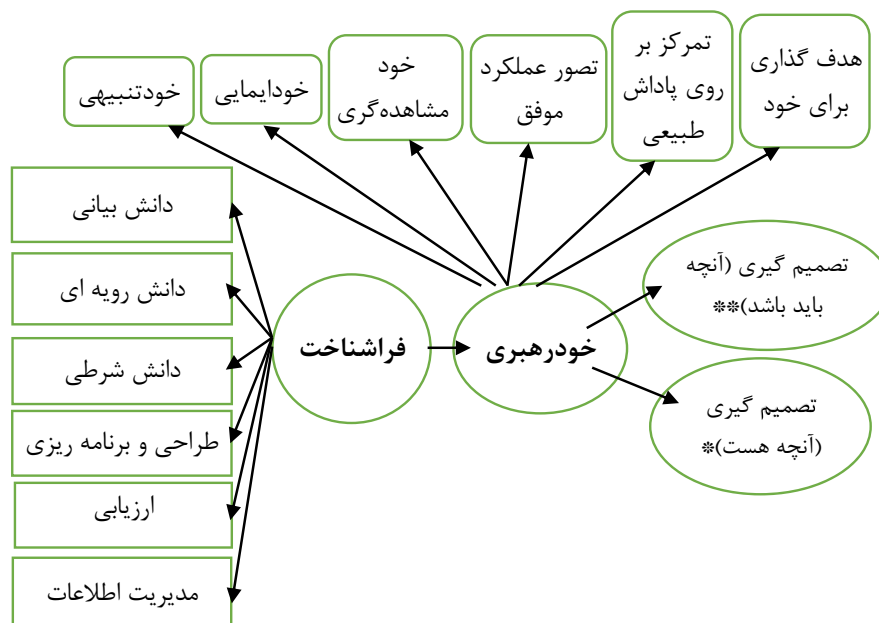 هدف گذاری
برای خود
تمرکز بر
روی پاداش
طبیعی
تصور عملکرد
موفق
خود
مشاهده‌گری
خودایمایی
خودتنبیهی
تصمیم گیری (آنچه
باید باشد)**
تصمیم گیری
(آنچه هست)*
خودرهبری
فراشناخت
دانش بیانی
دانش رویه ای
دانش شرطی
طراحی و برنامه ریزی
ارزیابی
مدیریت اطلاعات